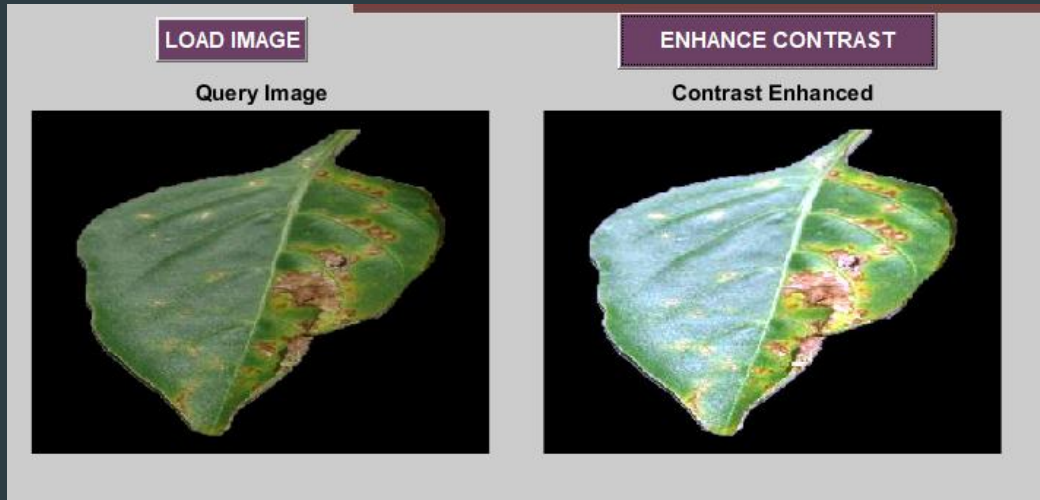 LOAD IMAGE
ENHANCE CONTRAST
Query Image
Contrast Enhanced